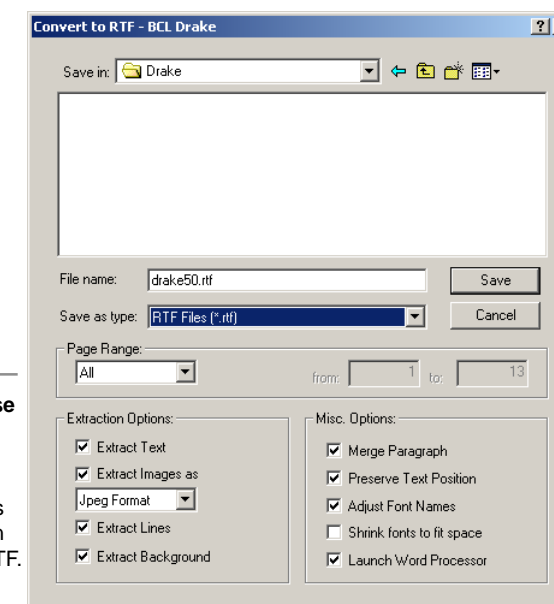 Convert to RTF - BCL Drake
Save in: Drake
File name: drake50.rtf Save
Save as type: RTF Files (*.rtf) Cancel
Page Range:
All from: 1 to: 13
Extraction Options:
Extract Text
Extract Images as
Jpeg Format
Extract Lines
Extract Background
Misc. Options:
Merge Paragraph
Preserve Text Position
Adjust Font Names
Shrink fonts to fit space
Launch Word Processor